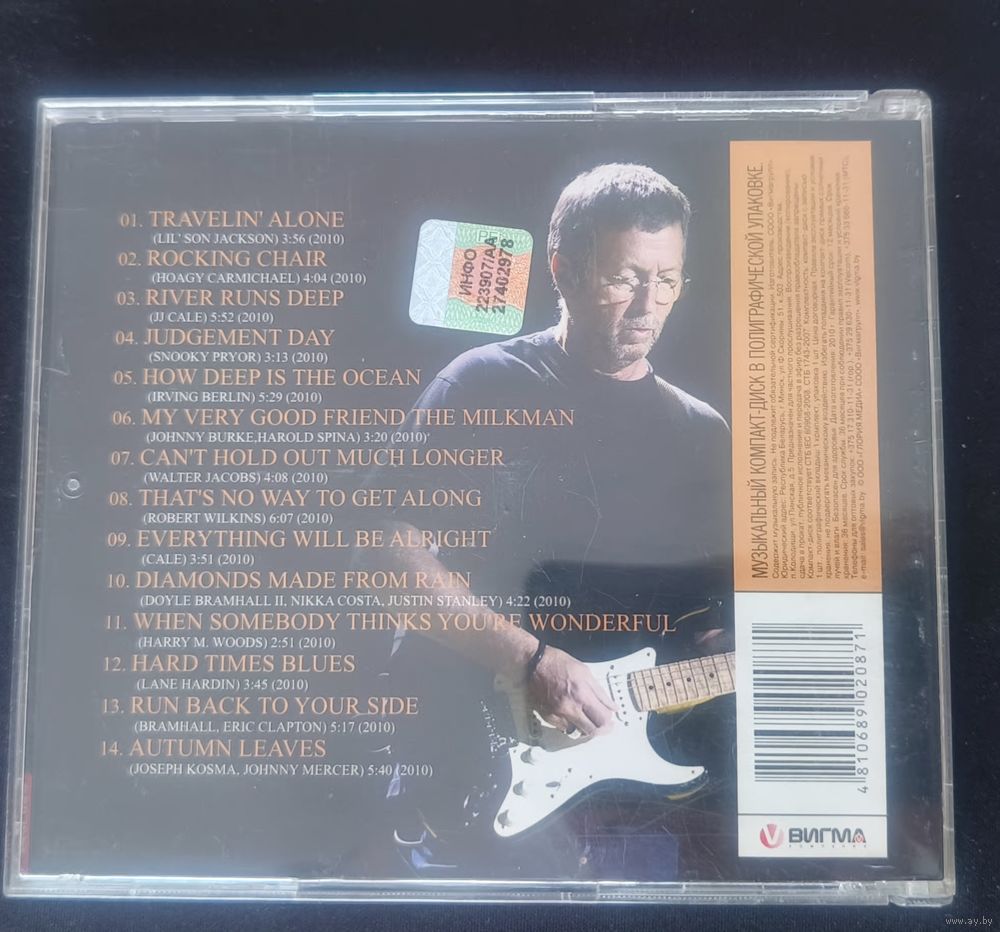 01. TRAVELIN' ALONE
(LIL' SON JACKSON) 3:56 (2010)
02. ROCKING CHAIR
(HOAGY CARMICHAEL) 4:04 (2010)
03. RIVER RUNS DEEP
(JJ CALE) 5:52 (2010)
04. JUDGEMENT DAY
(SNOOKY PRYOR) 3:13 (2010)
05. HOW DEEP IS THE OCEAN
(IRVING BERLIN) 5:29 (2010)
06. MY VERY GOOD FRIEND THE MILKMAN
(JOHNNY BURKE,HAROLD SPINA) 3:20 (2010)
07. CAN'T HOLD OUT MUCH LONGER
(WALTER JACOBS) 4:08 (2010)
08. THAT'S NO WAY TO GET ALONG
(ROBERT WILKINS) 6:07 (2010)
09. EVERYTHING WILL BE ALRIGHT
(CALE) 3:51 (2010)
10. DIAMONDS MADE FROM RAIN
(DOYLE BRAMHALL II, NIKKA COSTA, JUSTIN STANLEY) 4:22 (2010)
11. WHEN SOMEBODY THINKS YOU'RE WONDERFUL
(HARRY M. WOODS) 2:51 (2010)
12. HARD TIMES BLUES
(LANE HARDIN) 3:45 (2010)
13. RUN BACK TO YOUR SIDE
(BRAMHALL, ERIC CLAPTON) 5:17 (2010)
14. AUTUMN LEAVES
(JOSEPH KOSMA, JOHNNY MERCER) 5:40 (2010)
ИНФО
223907/АА
27402978
МУЗЫКАЛЬНЫЙ КОМПАКТ-ДИСК В ПОЛИГРАФИЧЕСКОЙ УПАКОВКЕ.
4 810689 020871
ВИГМА
www.ay.by